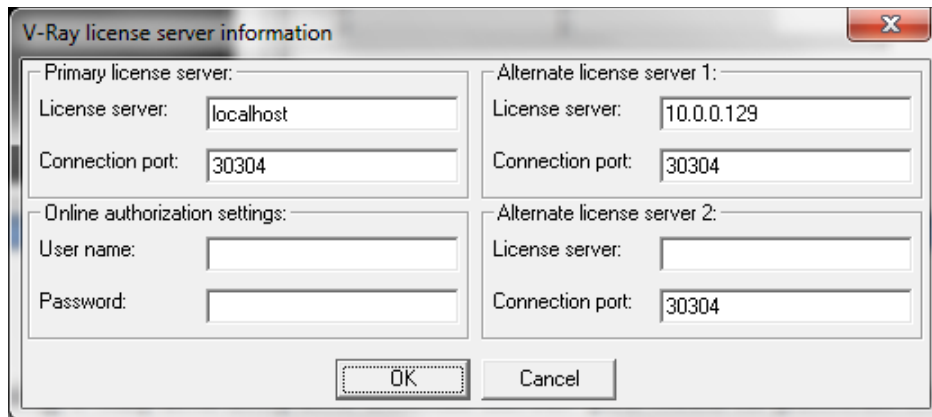 V-Ray license server information
Primary license server:
License server: localhost
Connection port: 30304
Alternate license server 1:
License server: 10.0.0.129
Connection port: 30304
Online authorization settings:
User name:
Password:
Alternate license server 2:
License server:
Connection port: 30304
OK
Cancel